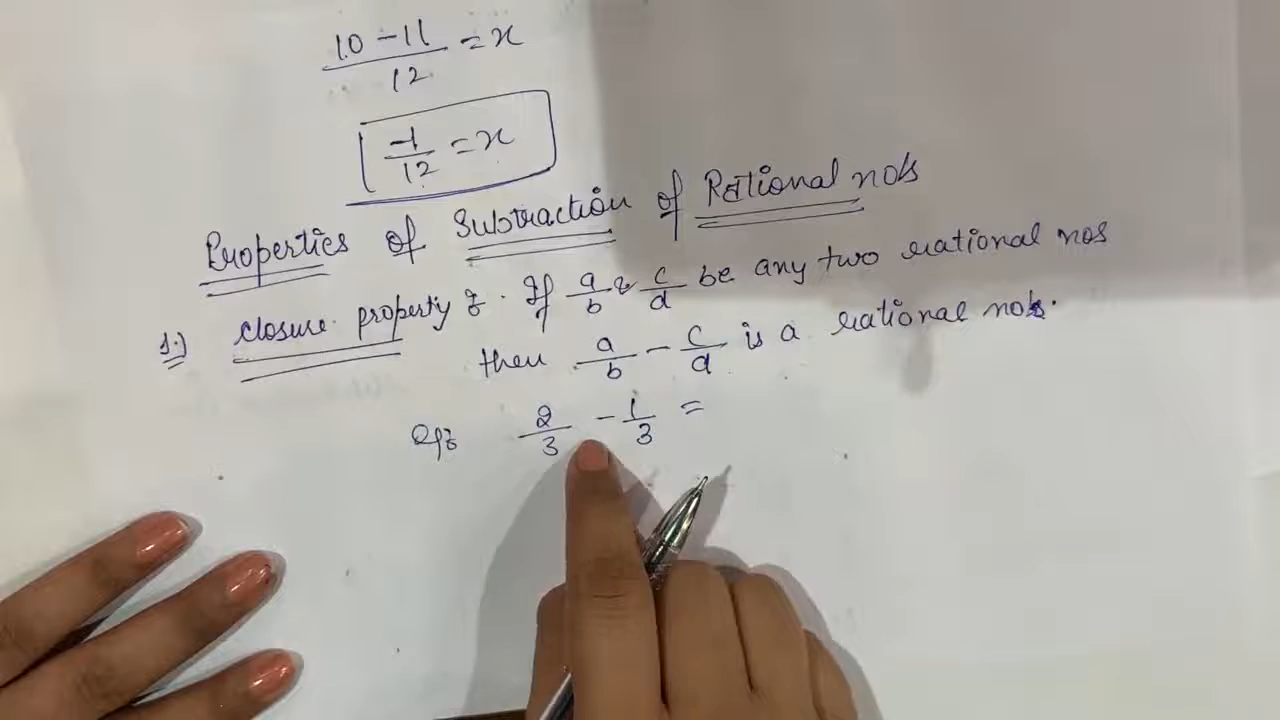 10 - 11 / 12 = x
-1/12 = x
Properties of Subtraction of Rational nos
1.) closure property :- If a/b & c/d be any two rational nos
then a/b - c/d is a rational nos.
eg: 2/3 - 1/3 =